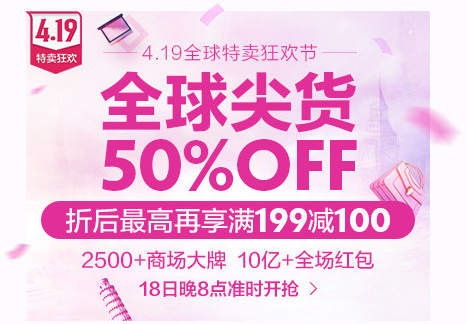 4.19
特卖狂欢
4.19全球特卖狂欢节
全球尖货
50%OFF
折后最高再享满199减100
2500+商场大牌 10亿+全场红包
18日晚8点准时开抢 >